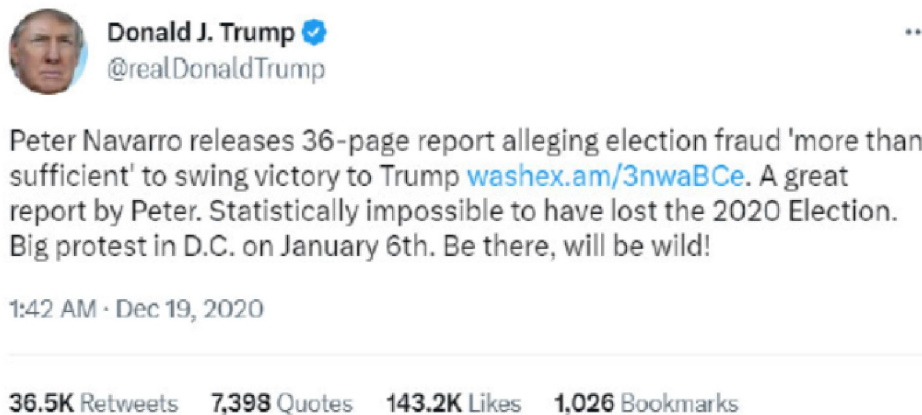 Donald J. Trump
@realDonaldTrump
Peter Navarro releases 36-page report alleging election fraud 'more than
sufficient' to swing victory to Trump washex.am/3nwaBCe. A great
report by Peter. Statistically impossible to have lost the 2020 Election.
Big protest in D.C. on January 6th. Be there, will be wild!
1:42 AM · Dec 19, 2020
36.5K Retweets 7,398 Quotes 143.2K Likes 1,026 Bookmarks